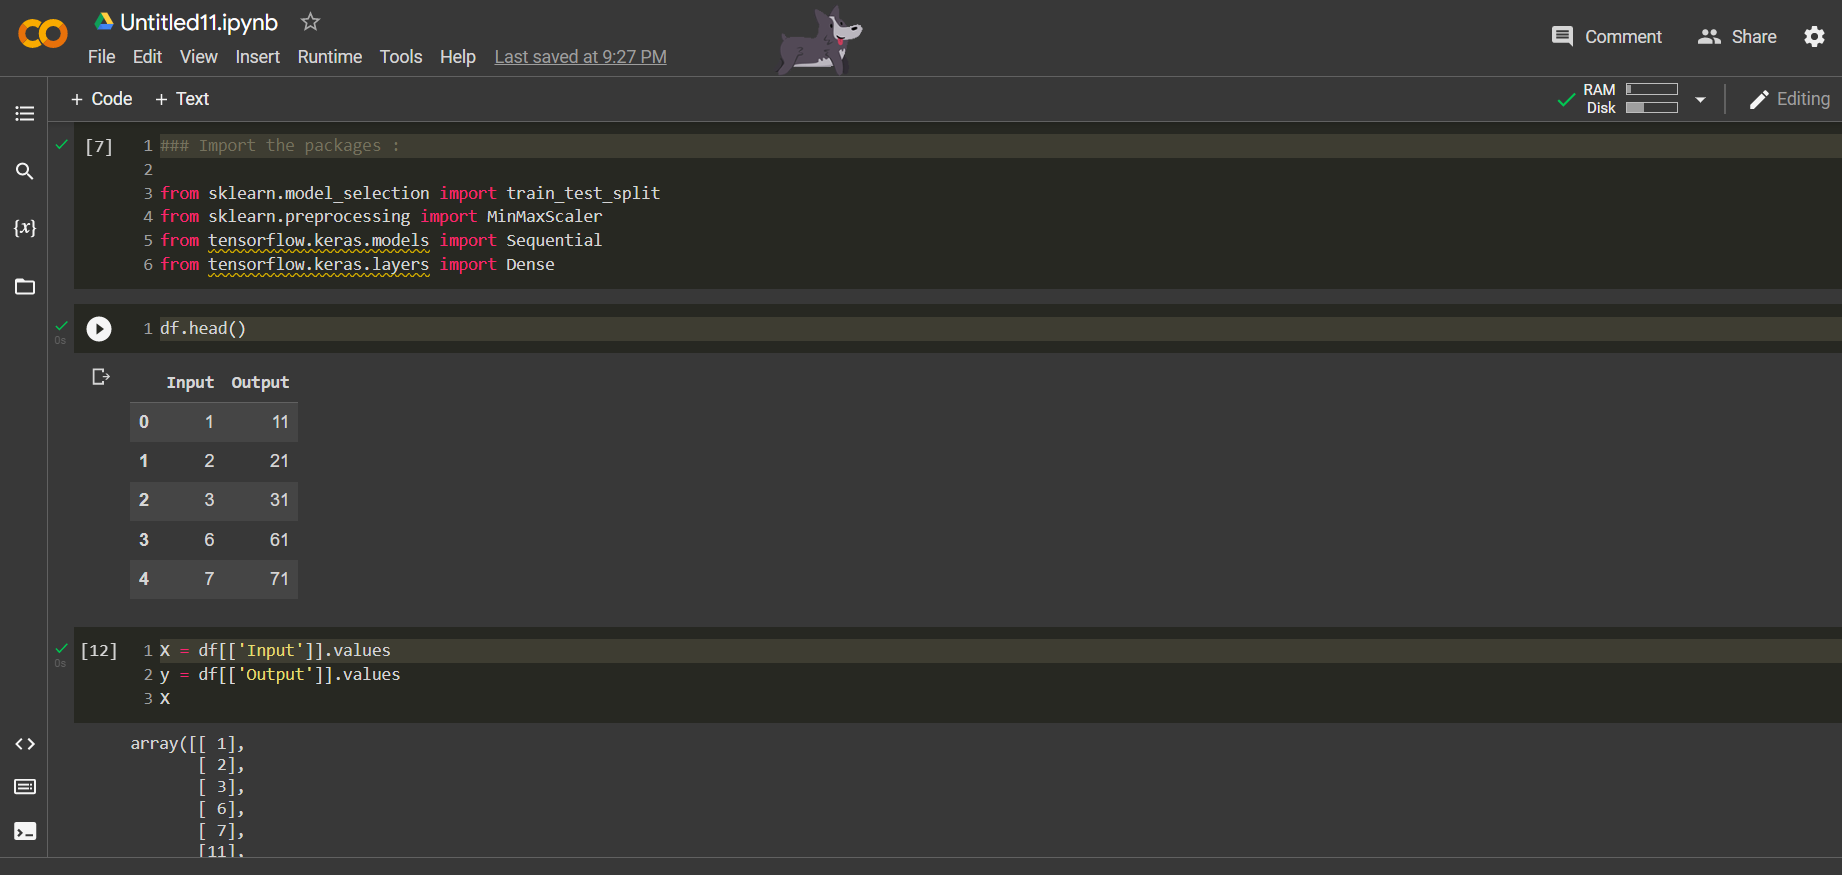 Untitled11.ipynb
File Edit View Insert Runtime Tools Help Last saved at 9:27 PM
Comment Share
+ Code + Text
RAM
Disk
Editing
[7]
1 ### Import the packages :
2
3 from sklearn.model_selection import train_test_split
4 from sklearn.preprocessing import MinMaxScaler
5 from tensorflow.keras.models import Sequential
6 from tensorflow.keras.layers import Dense
{x}
0s
1 df.head()
Input Output
0 1 11
1 2 21
2 3 31
3 6 61
4 7 71
[12]
0s
1 X = df[['Input']].values
2 y = df[['Output']].values
3 X
array([[ 1],
[ 2],
[ 3],
[ 6],
[ 7],
[11],